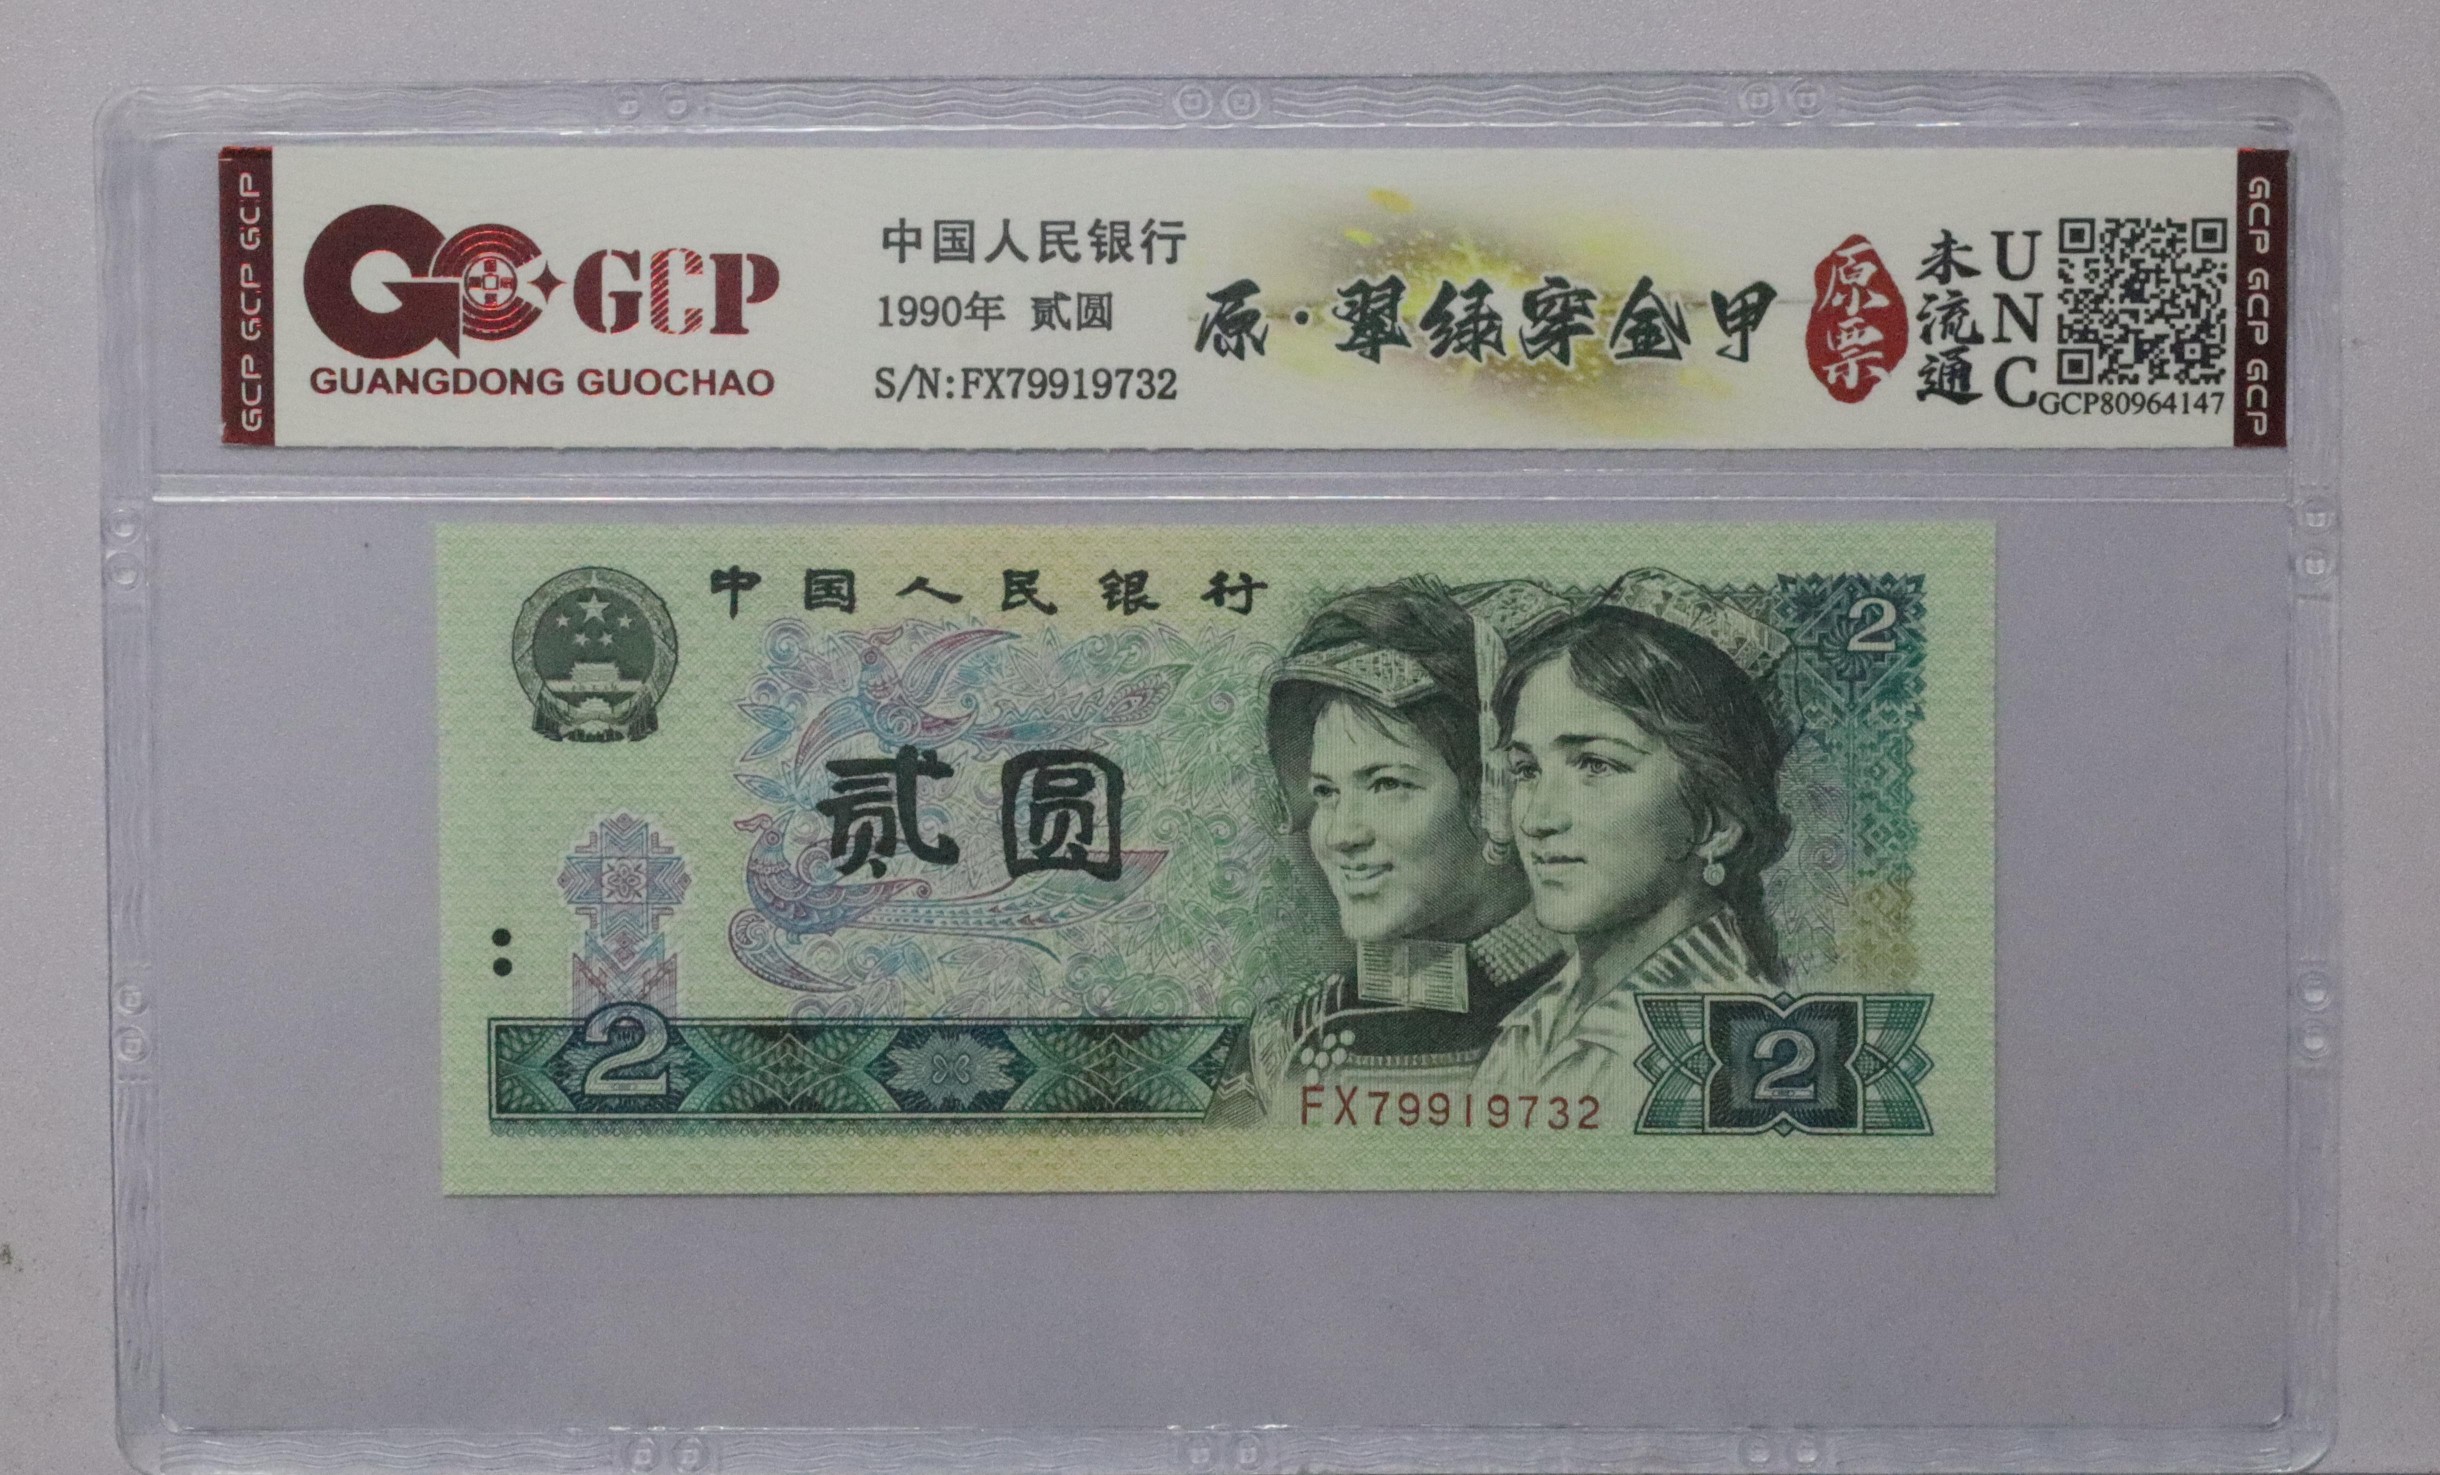 GCP GCP GCP
GCP
GUANGDONG GUOCHAO
中国人民银行
1990年 贰圆
S/N:FX79919732
原·翠绿穿金甲
原票
未流通
UNC
GCP80964147
GCP GCP GCP
中国人民银行
2
贰圆
2
FX79919732
2